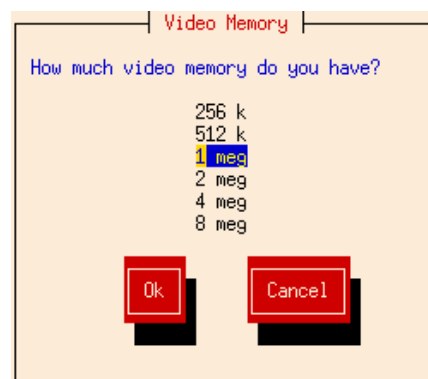 Video Memory
How much video memory do you have?
256 k
512 k
1 meg
2 meg
4 meg
8 meg
Ok Cancel